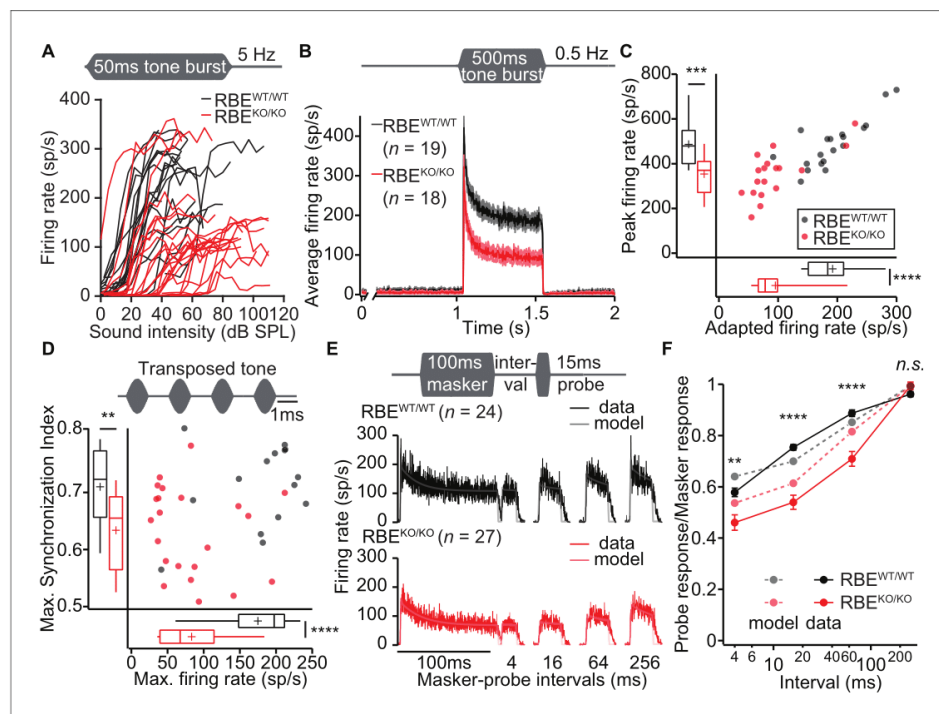 A
50ms tone burst
5 Hz
RBE^WT/WT
RBE^KO/KO
Firing rate (sp/s)
400
300
200
100
0
0 20 40 60 80 100 110
Sound intensity (dB SPL)
B
500ms
tone burst
0.5 Hz
RBE^WT/WT
(n = 19)
RBE^KO/KO
(n = 18)
Average firing rate (sp/s)
400
300
200
100
0
0 1 1.5 2
Time (s)
C
***
Peak firing rate (sp/s)
800
600
400
200
0
RBE^WT/WT
RBE^KO/KO
****
0 100 200 300
Adapted firing rate (sp/s)
D
Transposed tone
1ms
**
Max. Synchronization Index
0.8
0.7
0.6
0.5
****
0 50 100 150 200 250
Max. firing rate (sp/s)
E
100ms
masker
inter-
val
15ms
probe
RBE^WT/WT (n = 24)
data
model
300
200
100
0
RBE^KO/KO (n = 27)
data
model
Firing rate (sp/s)
300
200
100
0
100ms 4 16 64 256
Masker-probe intervals (ms)
F
n.s.
****
****
**
Probe response/Masker response
1
0.8
0.6
0.4
0.2
0
RBE^WT/WT
RBE^KO/KO
model data
4 6 10 20 40 60 100 200
Interval (ms)